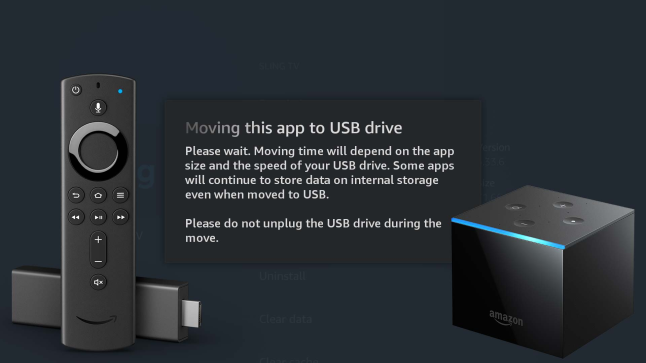 Moving this app to USB drive
Please wait. Moving time will depend on the app
size and the speed of your USB drive. Some apps
will continue to store data on internal storage
even when moved to USB.
Please do not unplug the USB drive during the
move.
Uninstall
Clear data
Clear cache
amazon